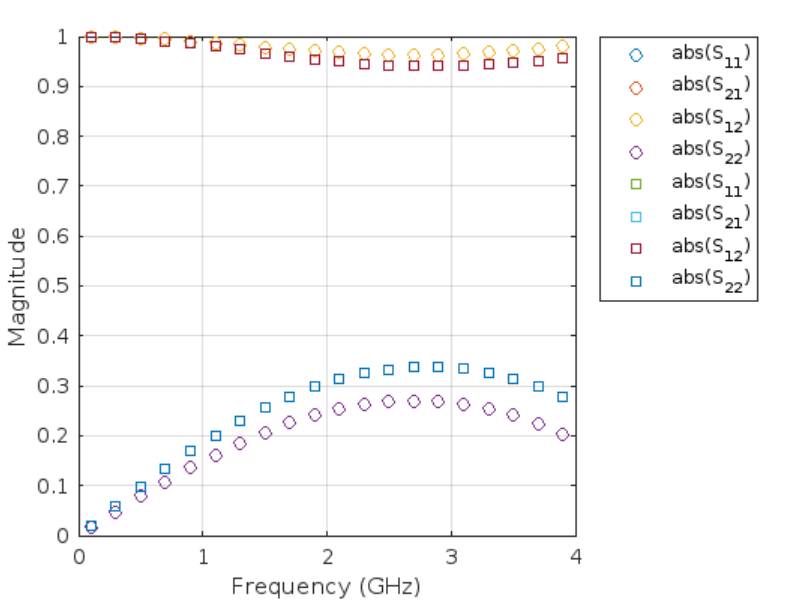 1
0.9
0.8
0.7
0.6
0.5
0.4
0.3
0.2
0.1
0
Magnitude
0 1 2 3 4
Frequency (GHz)
abs(S11)
abs(S21)
abs(S12)
abs(S22)
abs(S11)
abs(S21)
abs(S12)
abs(S22)